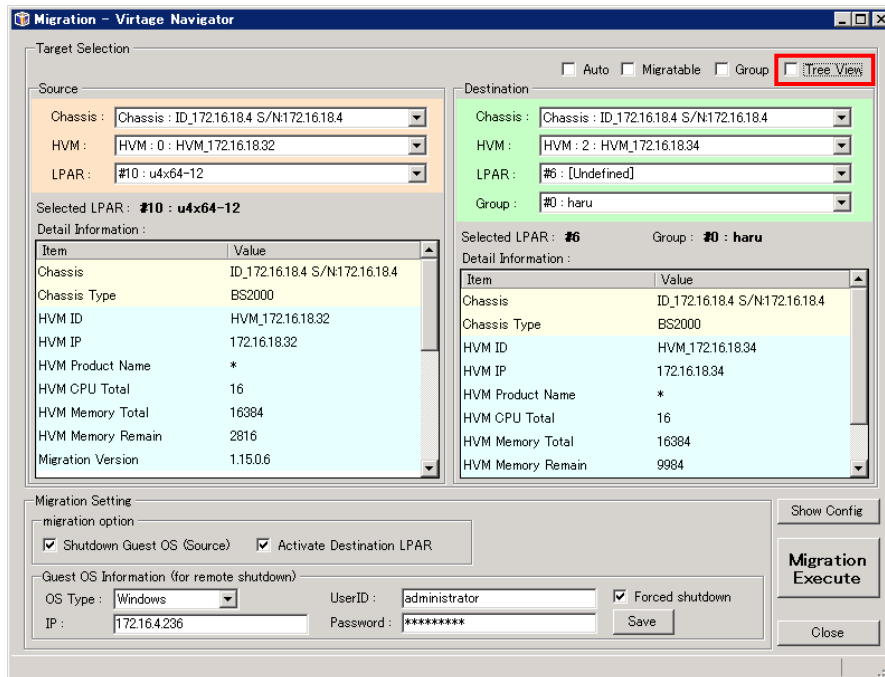 Migration - Virtage Navigator
Target Selection
Auto Migratable Group Tree View
Source
Chassis : Chassis : ID_172.16.18.4 S/N:172.16.18.4
HVM : HVM : 0 : HVM_172.16.18.32
LPAR : #10 : u4x64-12
Selected LPAR : #10 : u4x64-12
Detail Information :
Item Value
Chassis ID_172.16.18.4 S/N:172.16.18.4
Chassis Type BS2000
HVM ID HVM_172.16.18.32
HVM IP 172.16.18.32
HVM Product Name *
HVM CPU Total 16
HVM Memory Total 16384
HVM Memory Remain 2816
Migration Version 1.15.0.6
Destination
Chassis : Chassis : ID_172.16.18.4 S/N:172.16.18.4
HVM : HVM : 2 : HVM_172.16.18.34
LPAR : #6 : [Undefined]
Group : #0 : haru
Selected LPAR : #6 Group : #0 : haru
Detail Information :
Item Value
Chassis ID_172.16.18.4 S/N:172.16.18.4
Chassis Type BS2000
HVM ID HVM_172.16.18.34
HVM IP 172.16.18.34
HVM Product Name *
HVM CPU Total 16
HVM Memory Total 16384
HVM Memory Remain 9984
Migration Setting
migration option
Shutdown Guest OS (Source) Activate Destination LPAR
Guest OS Information (for remote shutdown)
OS Type : Windows UserID : administrator Forced shutdown
IP : 172.16.4.236 Password : ********* Save
Show Config
Migration
Execute
Close